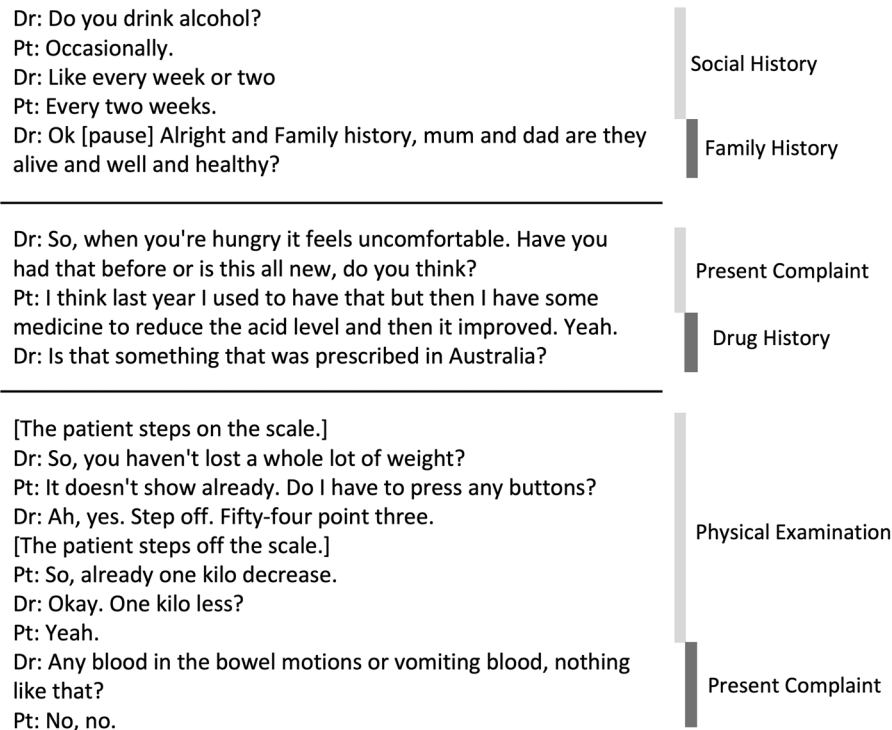 Dr: Do you drink alcohol?
Pt: Occasionally.
Dr: Like every week or two
Pt: Every two weeks.
Dr: Ok [pause] Alright and Family history, mum and dad are they
alive and well and healthy?
Social History
Family History
Dr: So, when you're hungry it feels uncomfortable. Have you
had that before or is this all new, do you think?
Pt: I think last year I used to have that but then I have some
medicine to reduce the acid level and then it improved. Yeah.
Dr: Is that something that was prescribed in Australia?
Present Complaint
Drug History
[The patient steps on the scale.]
Dr: So, you haven't lost a whole lot of weight?
Pt: It doesn't show already. Do I have to press any buttons?
Dr: Ah, yes. Step off. Fifty-four point three.
[The patient steps off the scale.]
Pt: So, already one kilo decrease.
Dr: Okay. One kilo less?
Pt: Yeah.
Dr: Any blood in the bowel motions or vomiting blood, nothing
like that?
Pt: No, no.
Physical Examination
Present Complaint